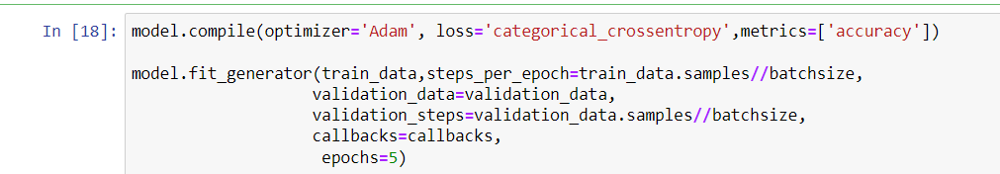 In [18]: model.compile(optimizer='Adam', loss='categorical_crossentropy',metrics=['accuracy'])
model.fit_generator(train_data,steps_per_epoch=train_data.samples//batchsize,
validation_data=validation_data,
validation_steps=validation_data.samples//batchsize,
callbacks=callbacks,
epochs=5)